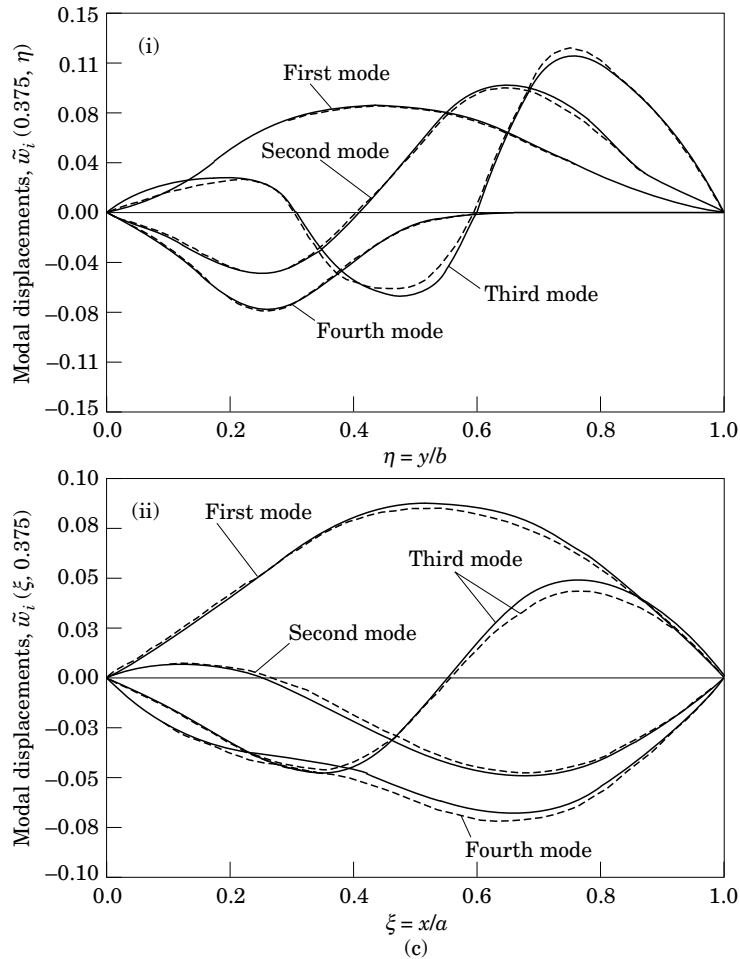 0.15
(i)
0.11
First mode
0.08
Second mode
0.04
0.00
−0.04
Third mode
−0.08
Fourth mode
−0.11
−0.15
Modal displacements, w̃i (0.375, η)
0.0 0.2 0.4 0.6 0.8 1.0
η = y/b
0.10
(ii)
First mode
0.08
Third mode
0.05
0.03
Second mode
0.00
−0.03
−0.05
−0.08
Fourth mode
−0.10
Modal displacements, w̃i (ξ, 0.375)
0.0 0.2 0.4 0.6 0.8 1.0
ξ = x/a
(c)